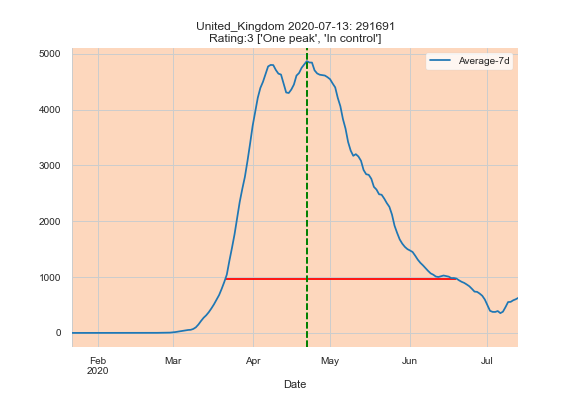 United_Kingdom 2020-07-13: 291691
Rating:3 ['One peak', 'In control']
Average-7d
5000
4000
3000
2000
1000
0
Feb Mar Apr May Jun Jul
2020
Date